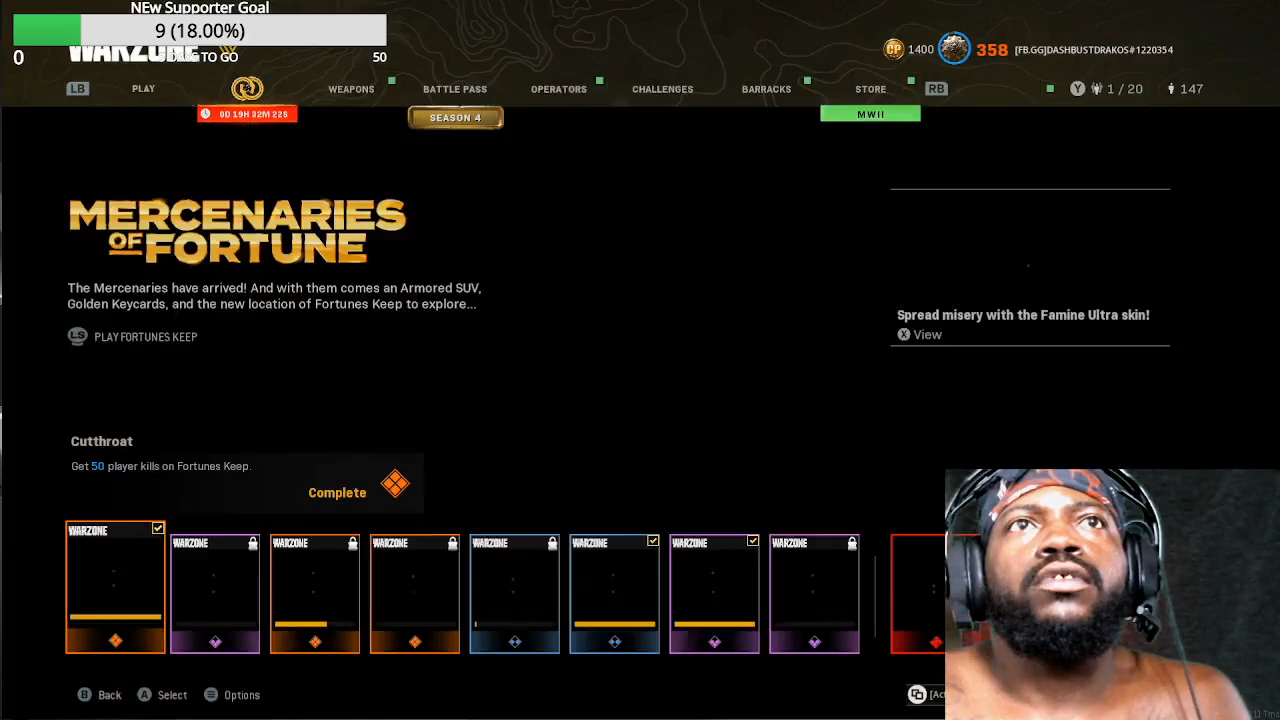 NEw Supporter Goal
9 (18.00%)
0
TO GO
50
WARZONE
1400
358
[FB.GG]DASHBUSTDRAKOS#1220354
LB
PLAY
WEAPONS
BATTLE PASS
OPERATORS
CHALLENGES
BARRACKS
STORE
RB
Y
1 / 20
147
0D 19H 32M 22S
SEASON 4
MWII
MERCENARIES
OF FORTUNE
The Mercenaries have arrived! And with them comes an Armored SUV,
Golden Keycards, and the new location of Fortunes Keep to explore...
LS PLAY FORTUNES KEEP
Spread misery with the Famine Ultra skin!
X View
Cutthroat
Get 50 player kills on Fortunes Keep.
Complete
WARZONE
WARZONE
WARZONE
WARZONE
WARZONE
WARZONE
WARZONE
WARZONE
B Back
A Select
Options